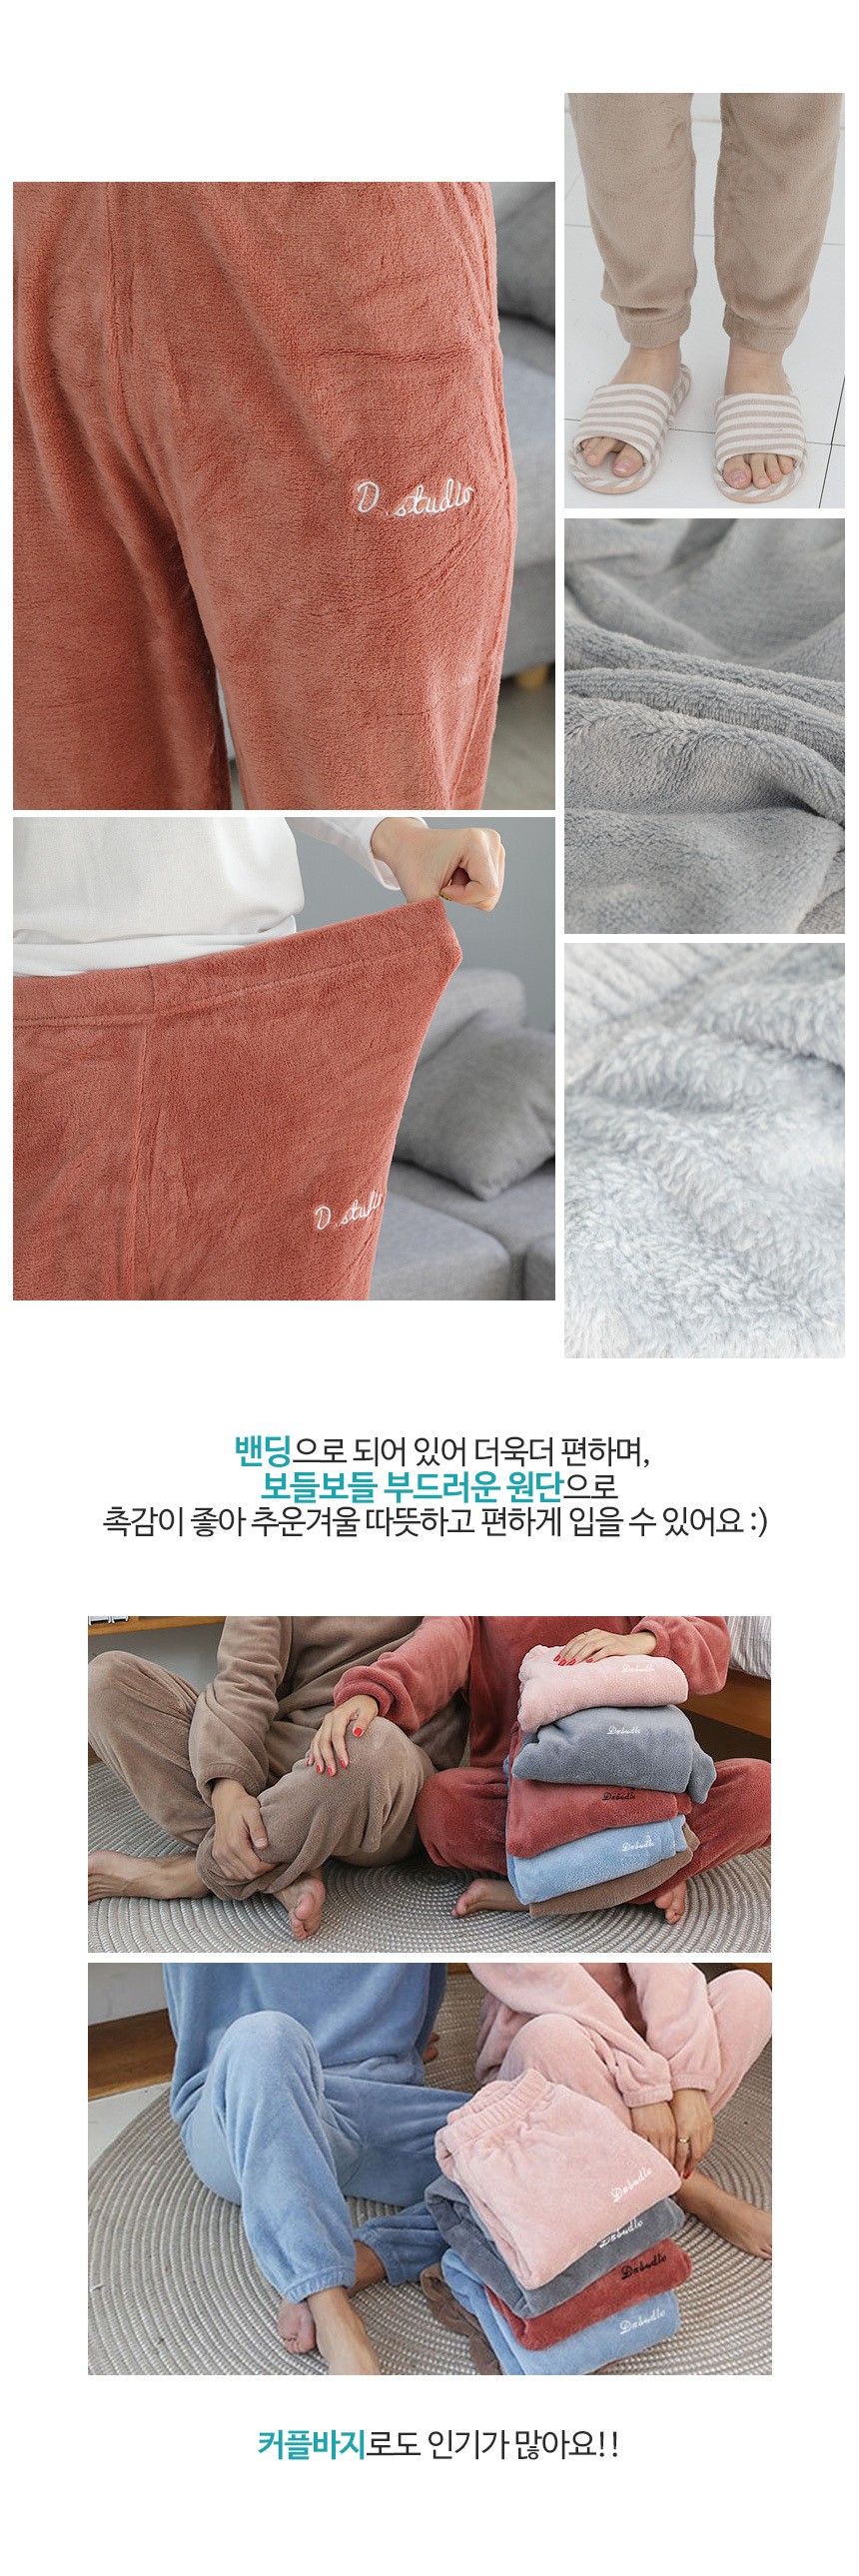 D.studio
D.studio
밴딩으로 되어 있어 더욱더 편하며,
보들보들 부드러운 원단으로
촉감이 좋아 추운겨울 따뜻하고 편하게 입을 수 있어요 :)
커플바지로도 인기가 많아요!!